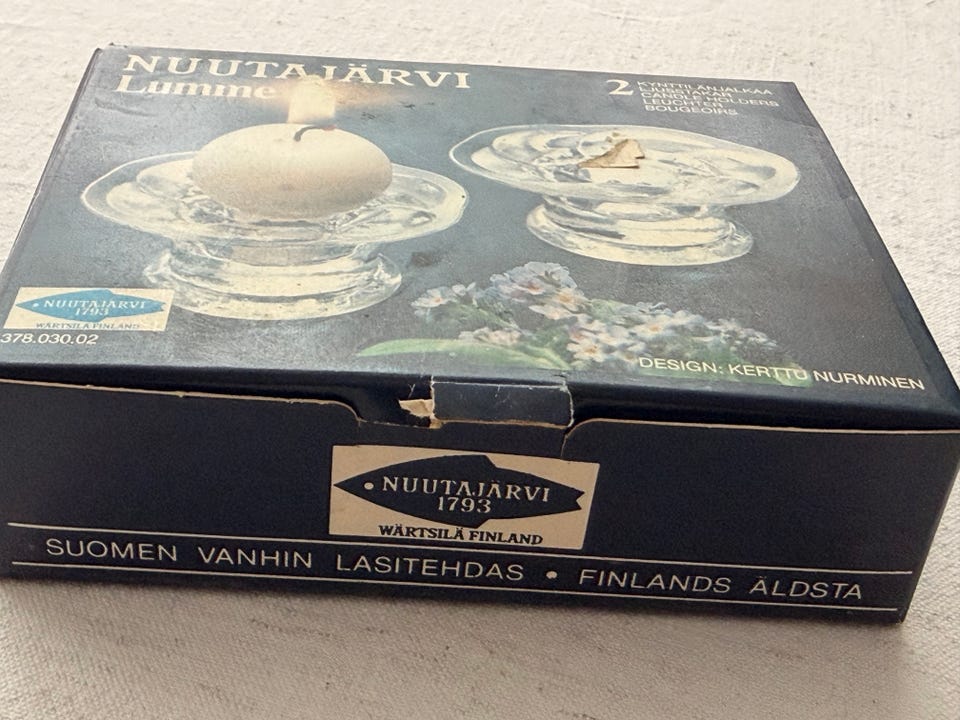 NUUTAJÄRVI
Lumme
2 KYNTTILÄNJALKAA
LJUSSTAKAR
CANDLEHOLDERS
LEUCHTER
BOUGEOIRS
NUUTAJÄRVI
1793
WÄRTSILÄ FINLAND
378.030.02
DESIGN: KERTTU NURMINEN
NUUTAJÄRVI
1793
WÄRTSILÄ FINLAND
SUOMEN VANHIN LASITEHDAS • FINLANDS ÄLDSTA